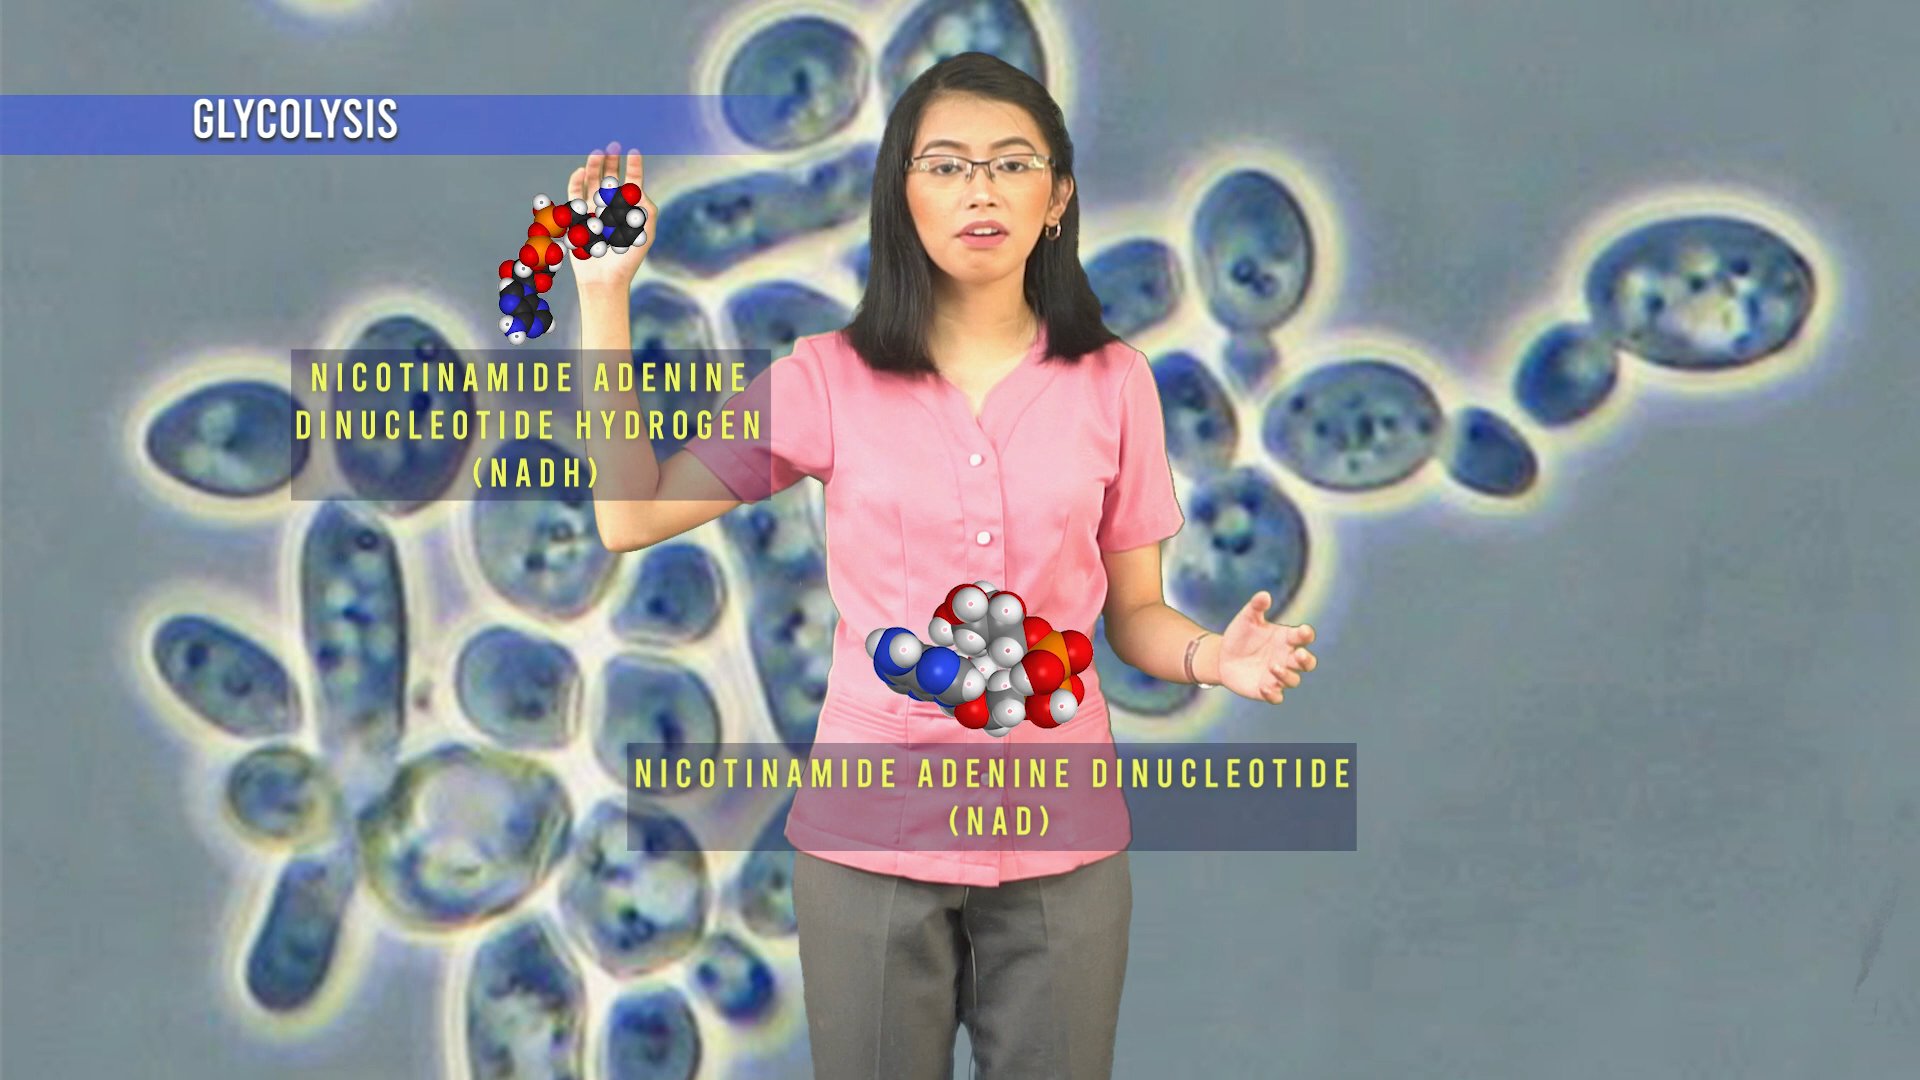 GLYCOLYSIS
NICOTINAMIDE ADENINE
DINUCLEOTIDE HYDROGEN
(NADH)
NICOTINAMIDE ADENINE DINUCLEOTIDE
(NAD)